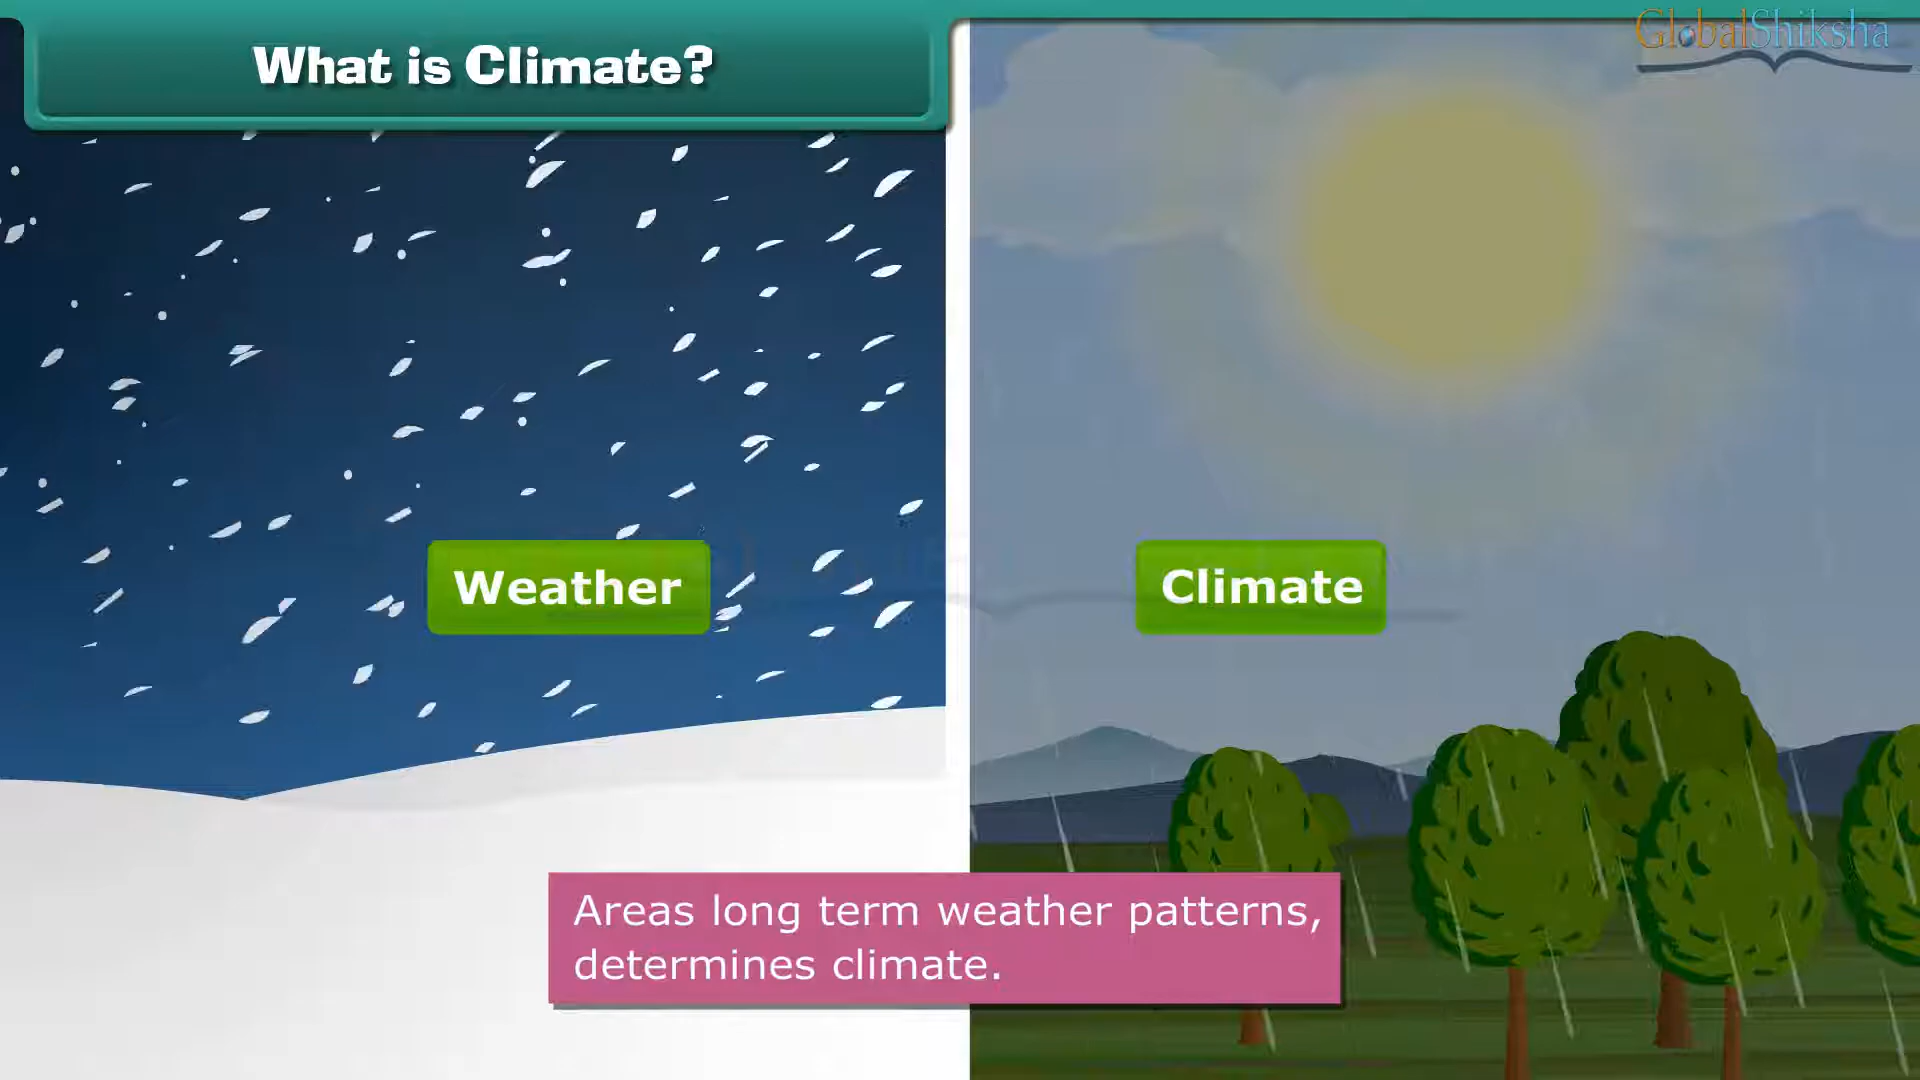 What is Climate?
GlobalShiksha
Weather
Climate
Areas long term weather patterns,
determines climate.